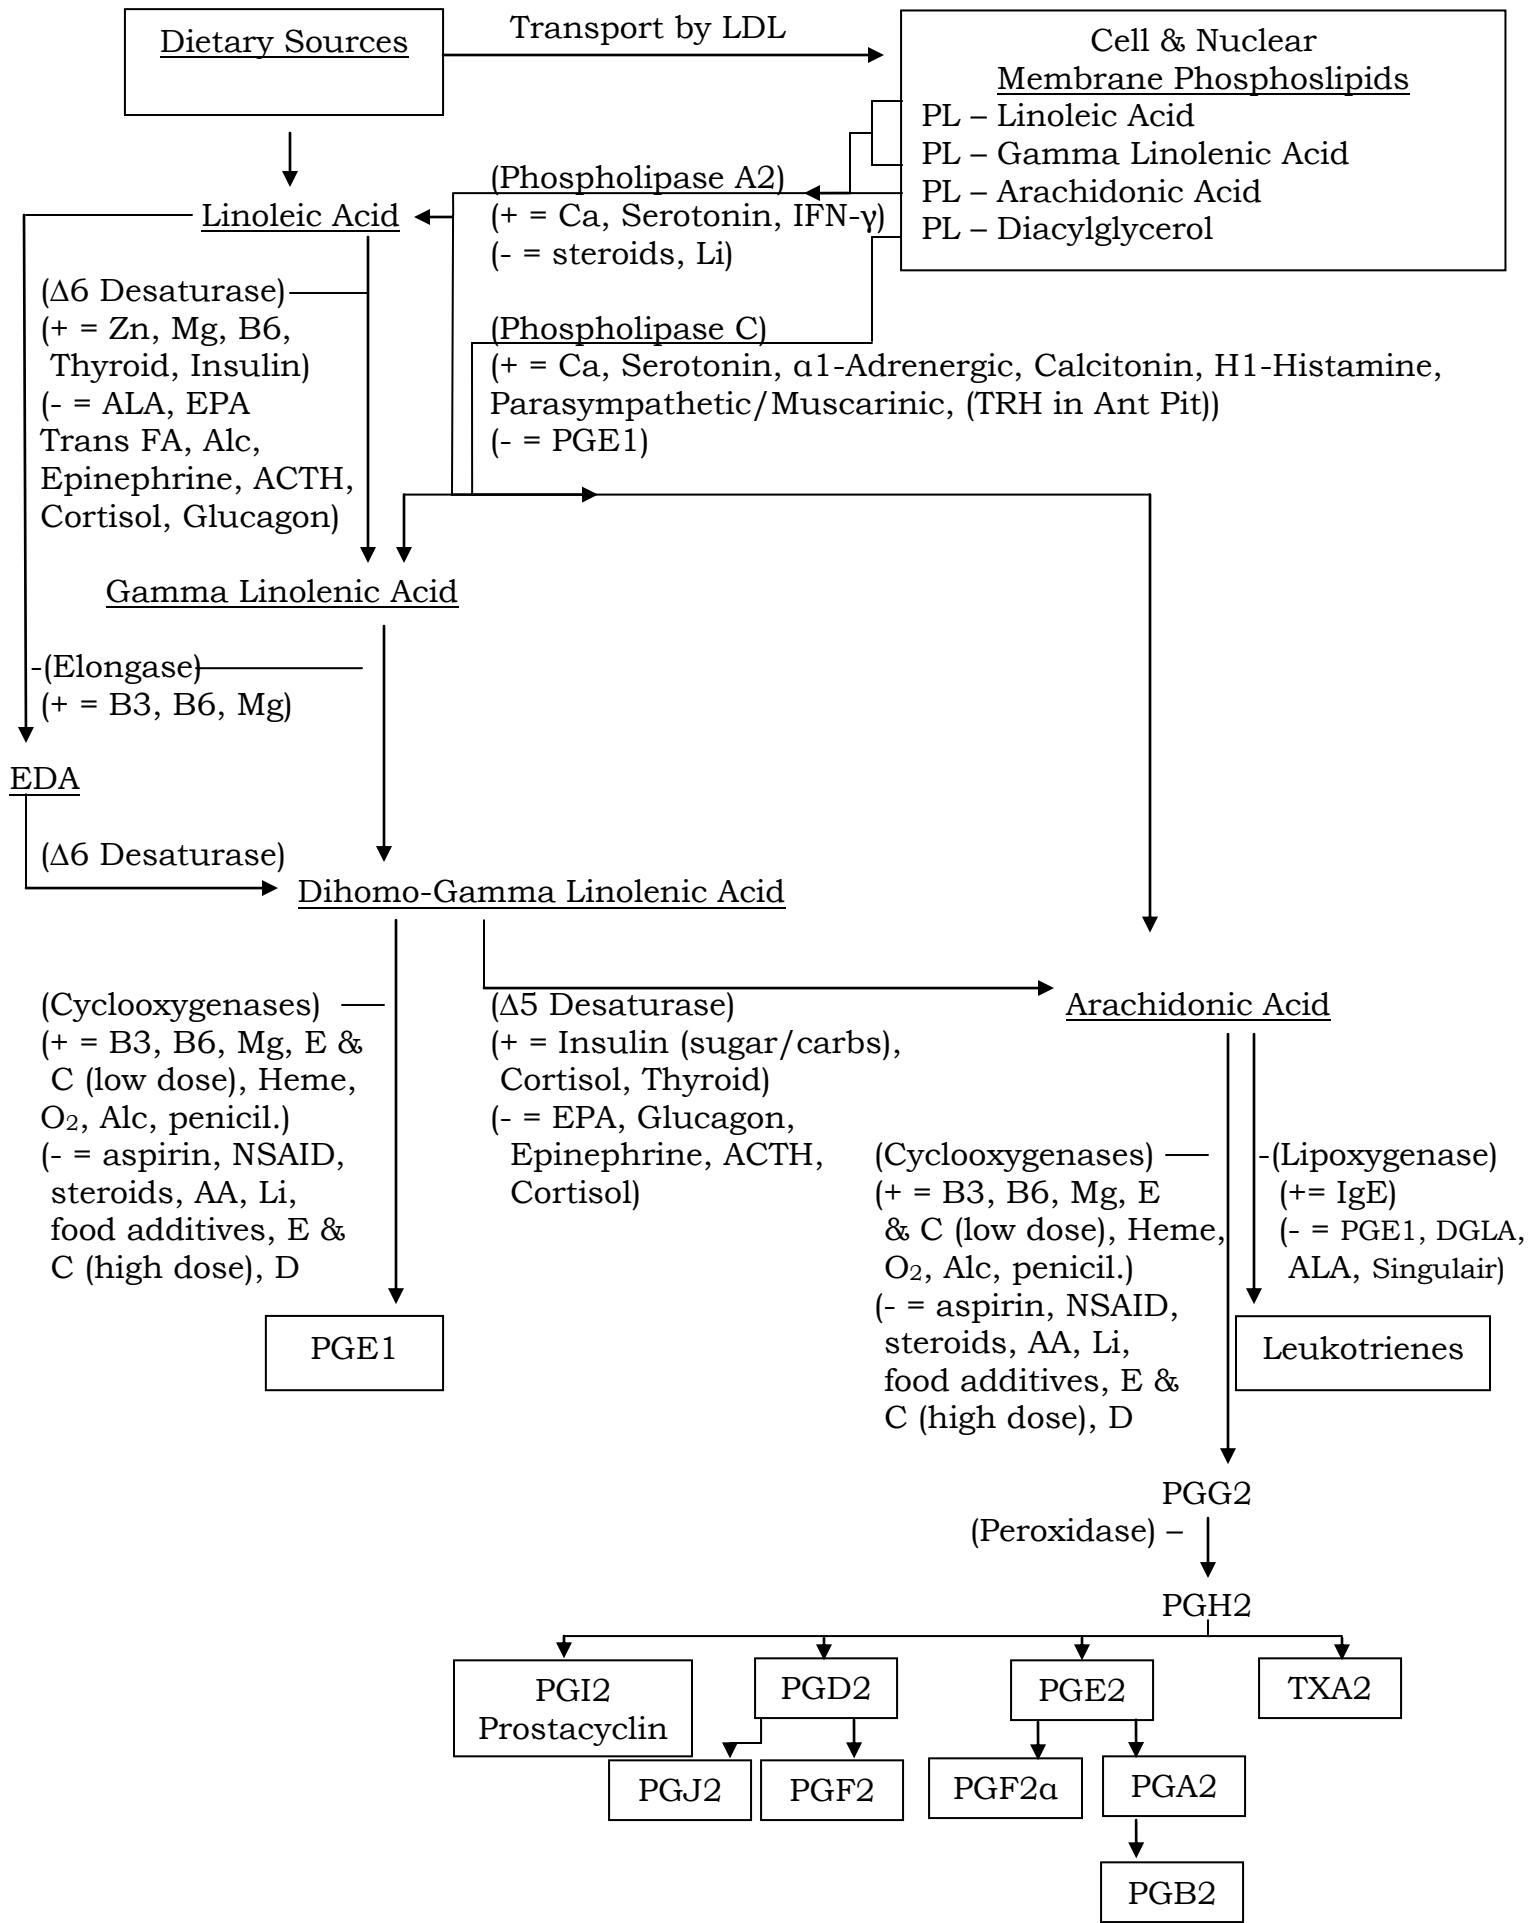 Dietary Sources
Transport by LDL
Cell & Nuclear
Membrane Phosphoslipids
PL – Linoleic Acid
PL – Gamma Linolenic Acid
PL – Arachidonic Acid
PL – Diacylglycerol
(Phospholipase A2)
(+ = Ca, Serotonin, IFN-γ)
(- = steroids, Li)
Linoleic Acid
(Δ6 Desaturase)
(+ = Zn, Mg, B6,
Thyroid, Insulin)
(- = ALA, EPA
Trans FA, Alc,
Epinephrine, ACTH,
Cortisol, Glucagon)
(Phospholipase C)
(+ = Ca, Serotonin, α1-Adrenergic, Calcitonin, H1-Histamine,
Parasympathetic/Muscarinic, (TRH in Ant Pit))
(- = PGE1)
Gamma Linolenic Acid
-(Elongase)
(+ = B3, B6, Mg)
EDA
(Δ6 Desaturase)
Dihomo-Gamma Linolenic Acid
(Cyclooxygenases)
(+ = B3, B6, Mg, E &
C (low dose), Heme,
O₂, Alc, penicil.)
(- = aspirin, NSAID,
steroids, AA, Li,
food additives, E &
C (high dose), D
(Δ5 Desaturase)
(+ = Insulin (sugar/carbs),
Cortisol, Thyroid)
(- = EPA, Glucagon,
Epinephrine, ACTH,
Cortisol)
Arachidonic Acid
(Cyclooxygenases)
(+ = B3, B6, Mg, E
& C (low dose), Heme,
O₂, Alc, penicil.)
(- = aspirin, NSAID,
steroids, AA, Li,
food additives, E &
C (high dose), D
-(Lipoxygenase)
(+= IgE)
(- = PGE1, DGLA,
ALA, Singulair)
PGE1
Leukotrienes
PGG2
(Peroxidase) –
PGH2
PGI2
Prostacyclin
PGD2
PGE2
TXA2
PGJ2
PGF2
PGF2α
PGA2
PGB2